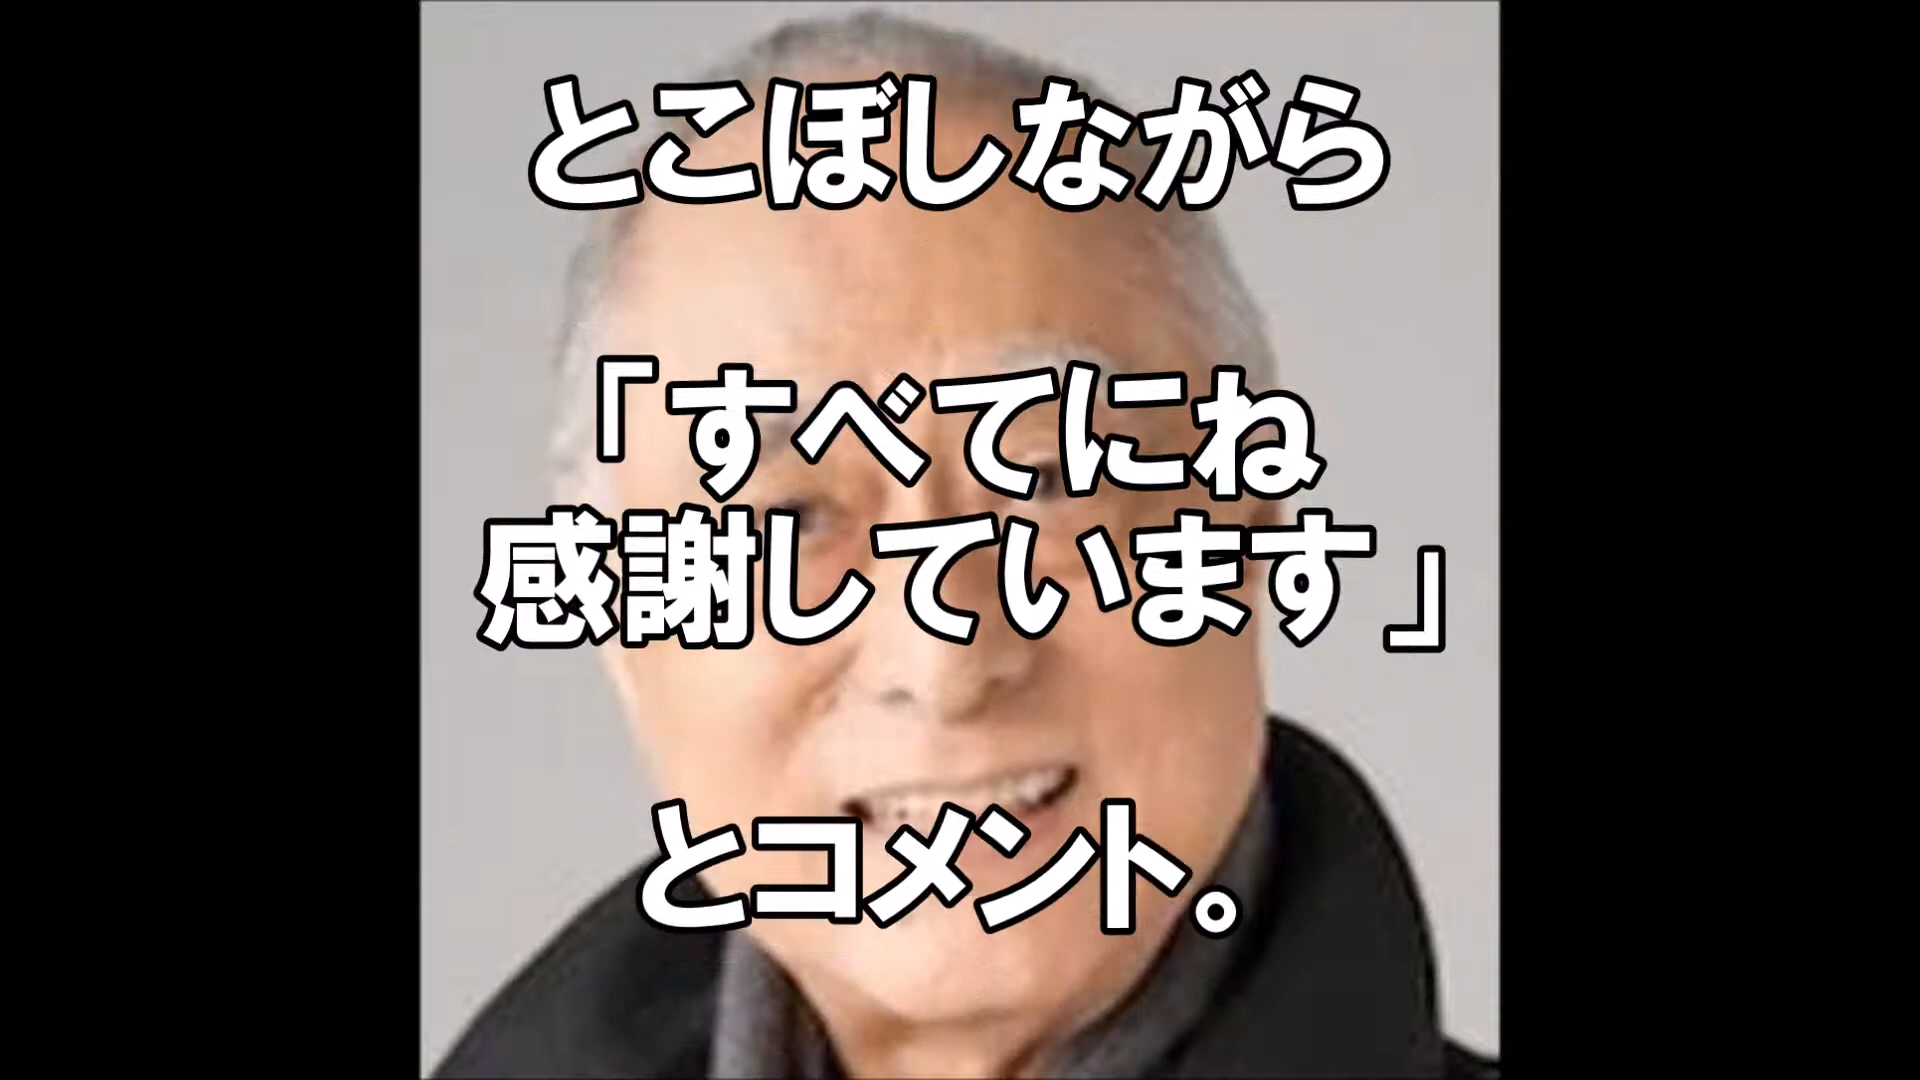 とこぼしながら
「すべてにね
感謝しています」
とコメント。